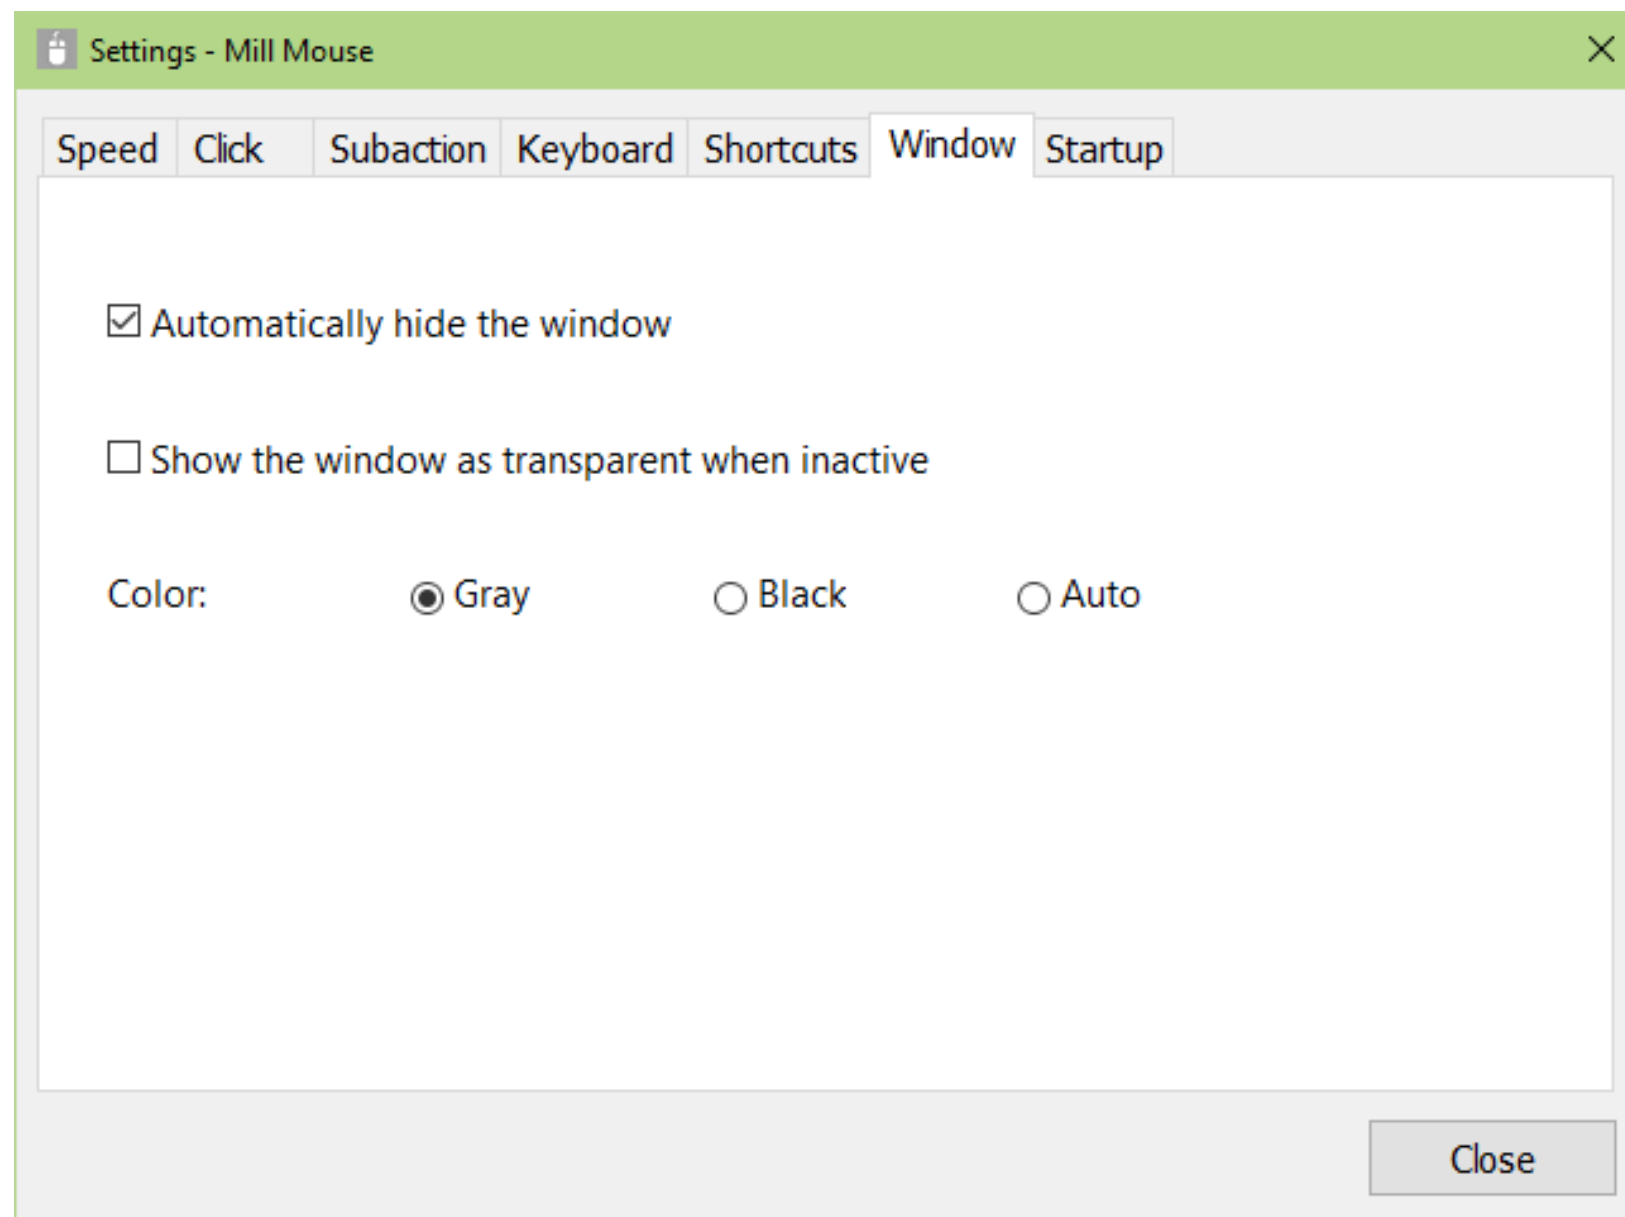 Settings - Mill Mouse
Speed Click Subaction Keyboard Shortcuts Window Startup
Automatically hide the window
Show the window as transparent when inactive
Color: Gray Black Auto
Close